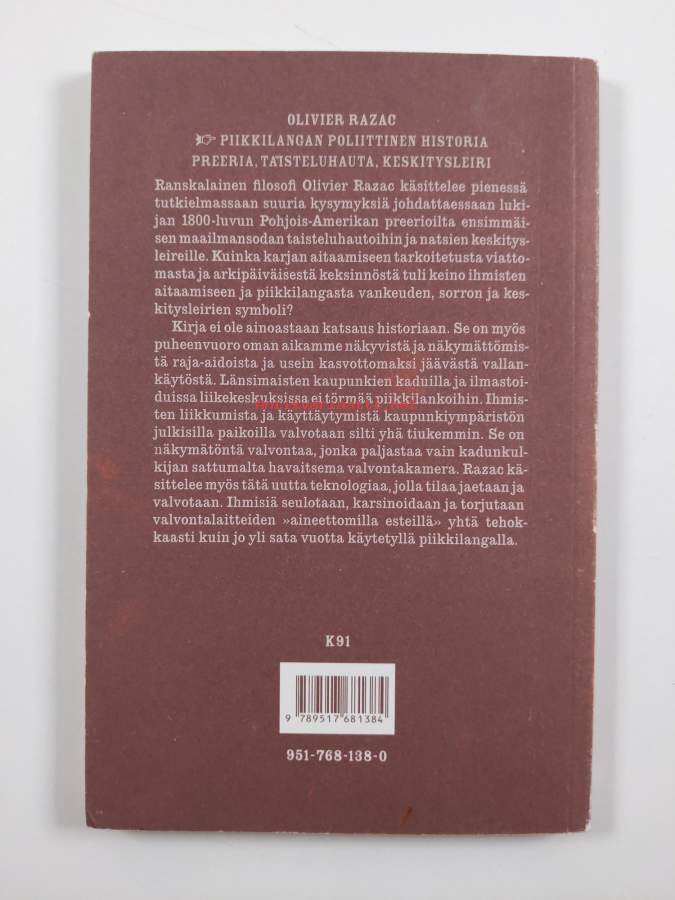 OLIVIER RAZAC
☞ PIIKKILANGAN POLIITTINEN HISTORIA
PREERIA, TAISTELUHAUTA, KESKITYSLEIRI
Ranskalainen filosofi Olivier Razac käsittelee pienessä
tutkielmassaan suuria kysymyksiä johdattaessaan luki-
jan 1800-luvun Pohjois-Amerikan preerioilta ensimmäi-
sen maailmansodan taisteluhautoihin ja natsien keskitys-
leireille. Kuinka karjan aitaamiseen tarkoitetusta viatto-
masta ja arkipäiväisestä keksinnöstä tuli keino ihmisten
aitaamiseen ja piikkilangasta vankeuden, sorron ja kes-
kitysleirien symboli?
Kirja ei ole ainoastaan katsaus historiaan. Se on myös
puheenvuoro oman aikamme näkyvistä ja näkymättömis-
tä raja-aidoista ja usein kasvottomaksi jäävästä vallan-
käytöstä. Länsimaisten kaupunkien kaduilla ja ilmastoi-
duissa liikekeskuksissa ei törmää piikkilankoihin. Ihmis-
ten liikkumista ja käyttäytymistä kaupunkiympäristön
julkisilla paikoilla valvotaan silti yhä tiukemmin. Se on
näkymätöntä valvontaa, jonka paljastaa vain kadunkul-
kijan sattumalta havaitsema valvontakamera. Razac kä-
sittelee myös tätä uutta teknologiaa, jolla tilaa jaetaan ja
valvotaan. Ihmisiä seulotaan, karsinoidaan ja torjutaan
valvontalaitteiden »aineettomilla esteillä» yhtä tehok-
kaasti kuin jo yli sata vuotta käytetyllä piikkilangalla.
K91
9 789517 681384
951-768-138-0